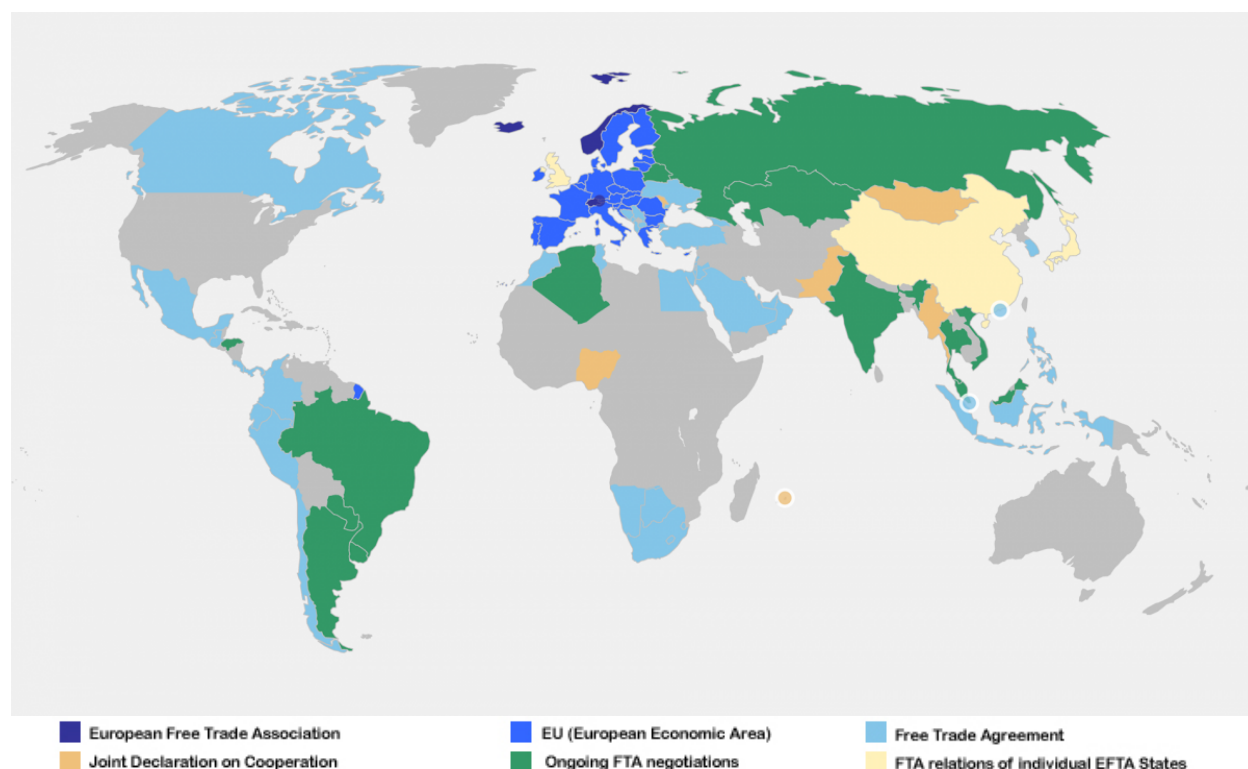 European Free Trade Association
EU (European Economic Area)
Free Trade Agreement
Joint Declaration on Cooperation
Ongoing FTA negotiations
FTA relations of individual EFTA States